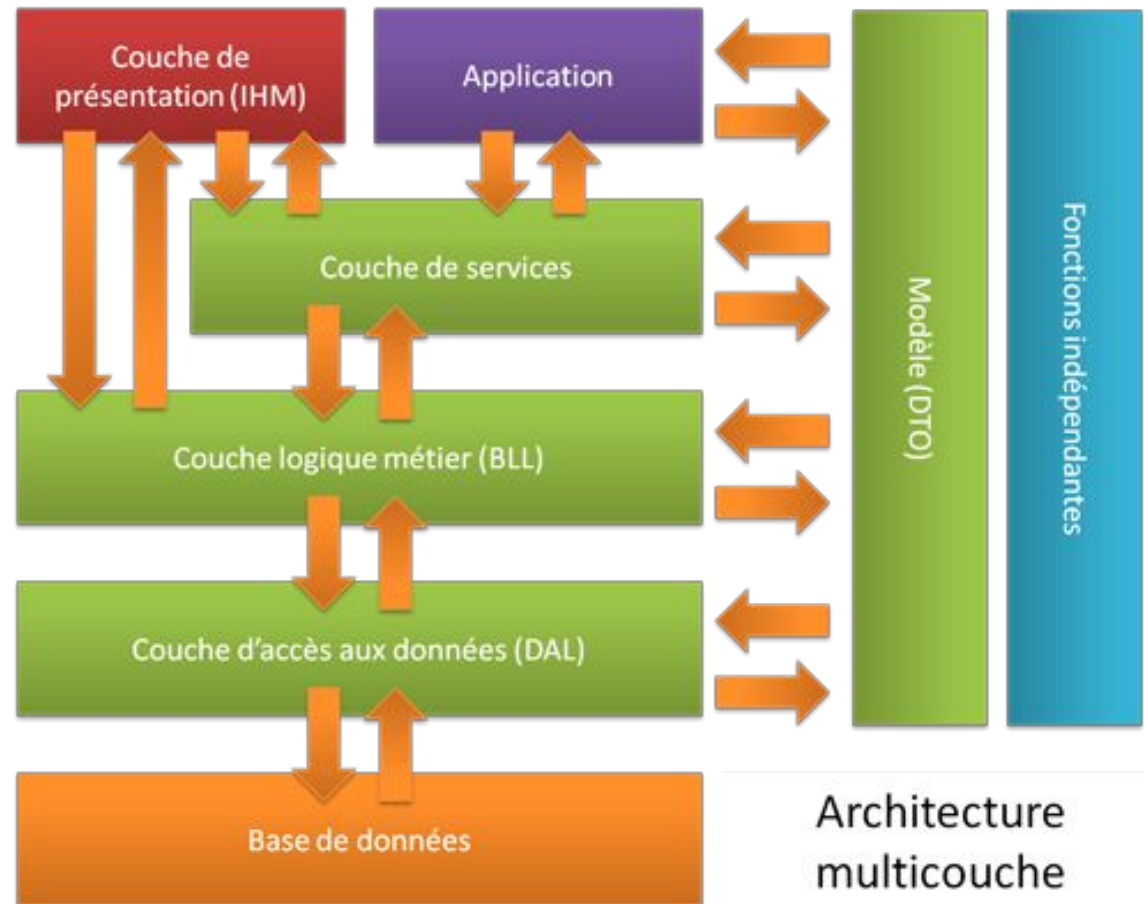 Couche de
présentation (IHM)
Application
Couche de services
Couche logique métier (BLL)
Couche d'accès aux données (DAL)
Base de données
Modèle (DTO)
Fonctions indépendantes
Architecture
multicouche